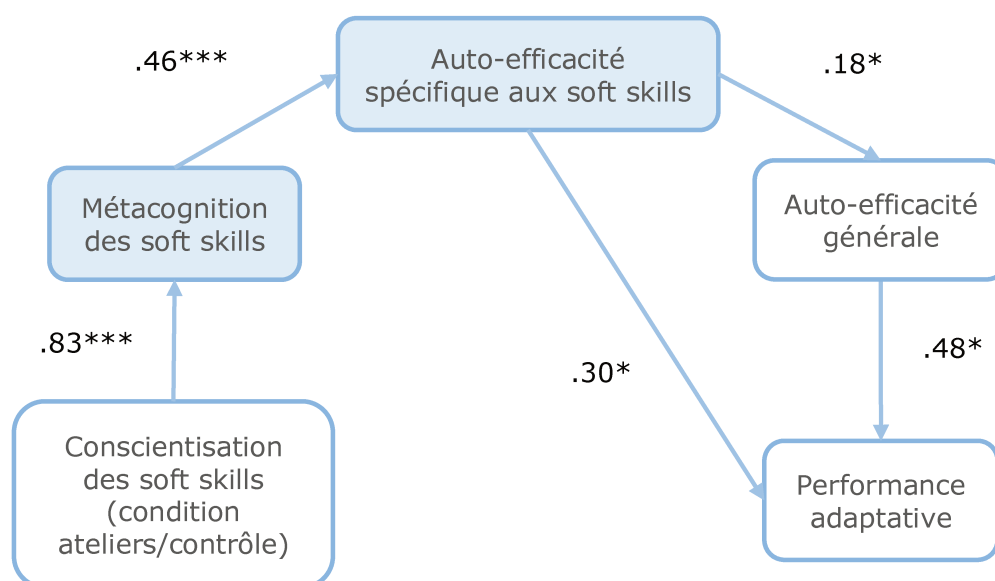 .46***
Auto-efficacité
spécifique aux soft skills
.18*
Métacognition
des soft skills
Auto-efficacité
générale
.83***
.30*
.48*
Conscientisation
des soft skills
(condition
ateliers/contrôle)
Performance
adaptative